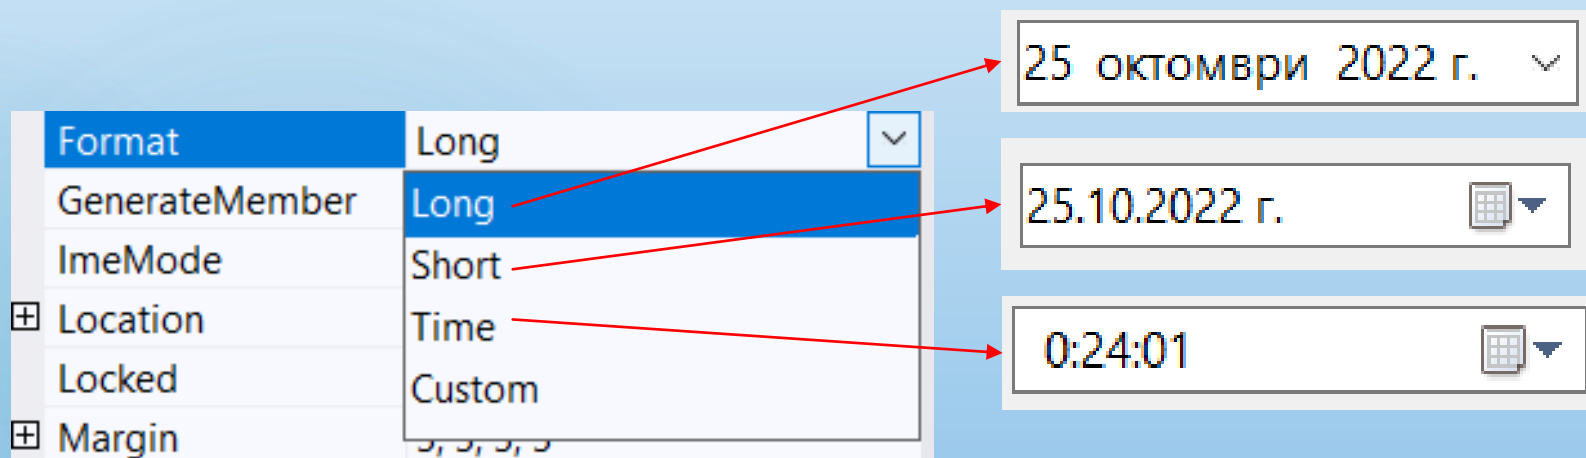 Format Long
GenerateMember
ImeMode
Location
Locked
Margin
Long
Short
Time
Custom
25 октомври 2022 г.
25.10.2022 г.
0:24:01